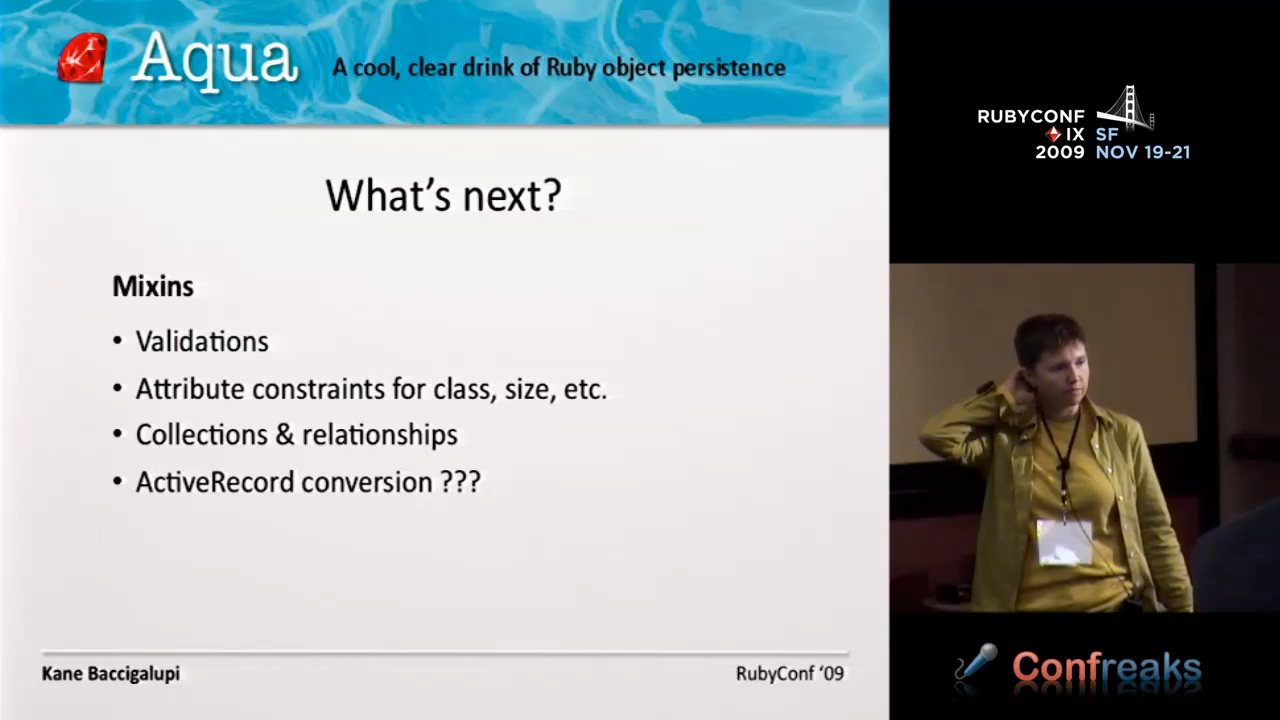 Aqua
A cool, clear drink of Ruby object persistence
What's next?
Mixins
• Validations
• Attribute constraints for class, size, etc.
• Collections & relationships
• ActiveRecord conversion ???
Kane Baccigalupi
RubyConf '09
RUBYCONF
IX SF
2009 NOV 19-21
Confreaks